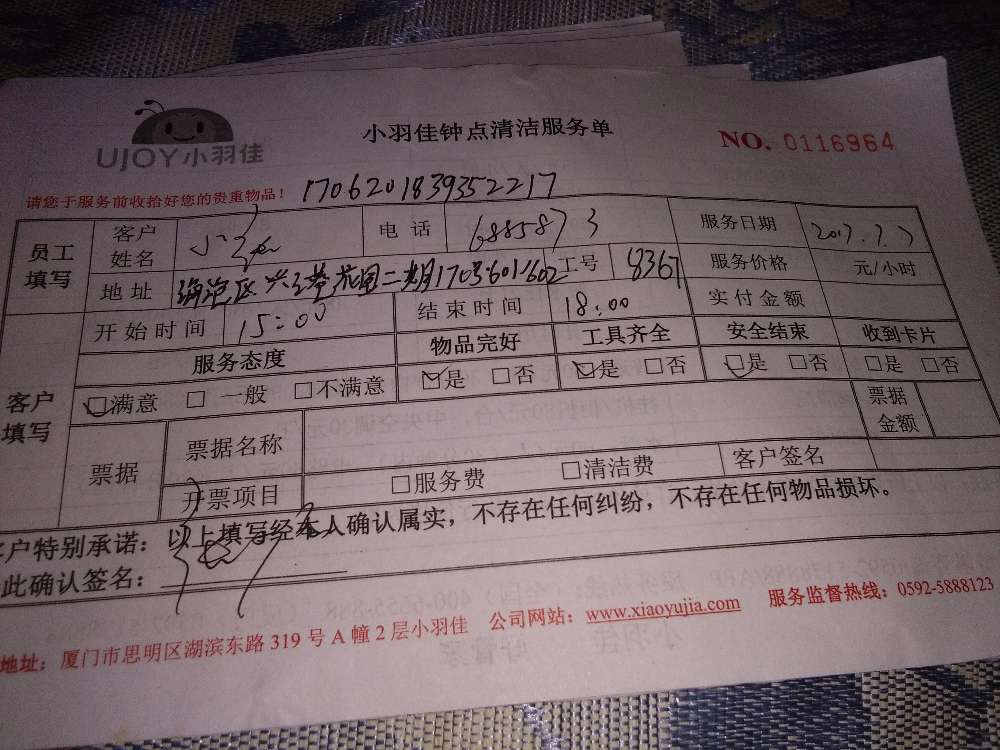 UJOY小羽佳
小羽佳钟点清洁服务单
NO. 0116964
请您于服务前收拾好您的贵重物品! 1706201839352217
员工填写 客户姓名 电话 6885873 服务日期 2017.7.7
地址 二期1703601/602 工号 8367 服务价格 元/小时
开始时间 15:00 结束时间 18:00 实付金额
客户填写 服务态度 物品完好 工具齐全 安全结束 收到卡片
☑满意 □一般 □不满意 ☑是 □否 ☑是 □否 ☑是 □否 □是 □否
票据 票据名称 票据金额
开票项目 □服务费 □清洁费 客户签名
客户特别承诺:以上填写经本人确认属实,不存在任何纠纷,不存在任何物品损坏。
此确认签名:
地址:厦门市思明区湖滨东路319号A幢2层小羽佳 公司网站:www.xiaoyujia.com 服务监督热线:0592-5888123